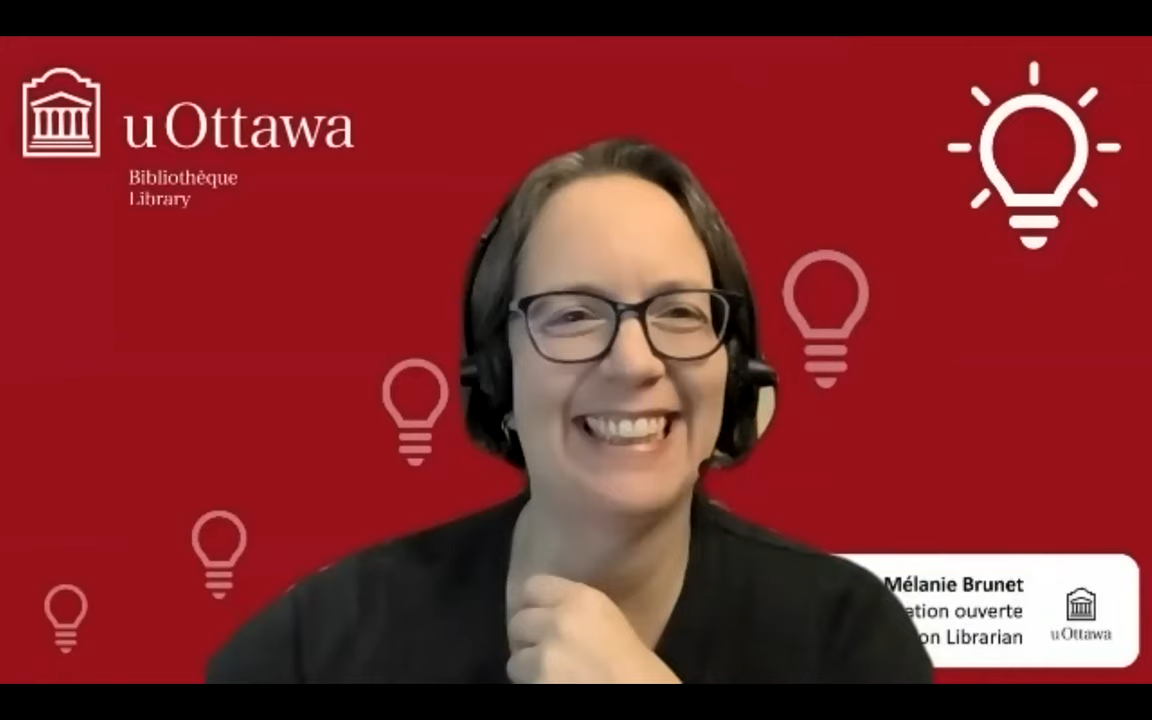 uOttawa
Bibliothèque
Library
Mélanie Brunet
ation ouverte
on Librarian
uOttawa